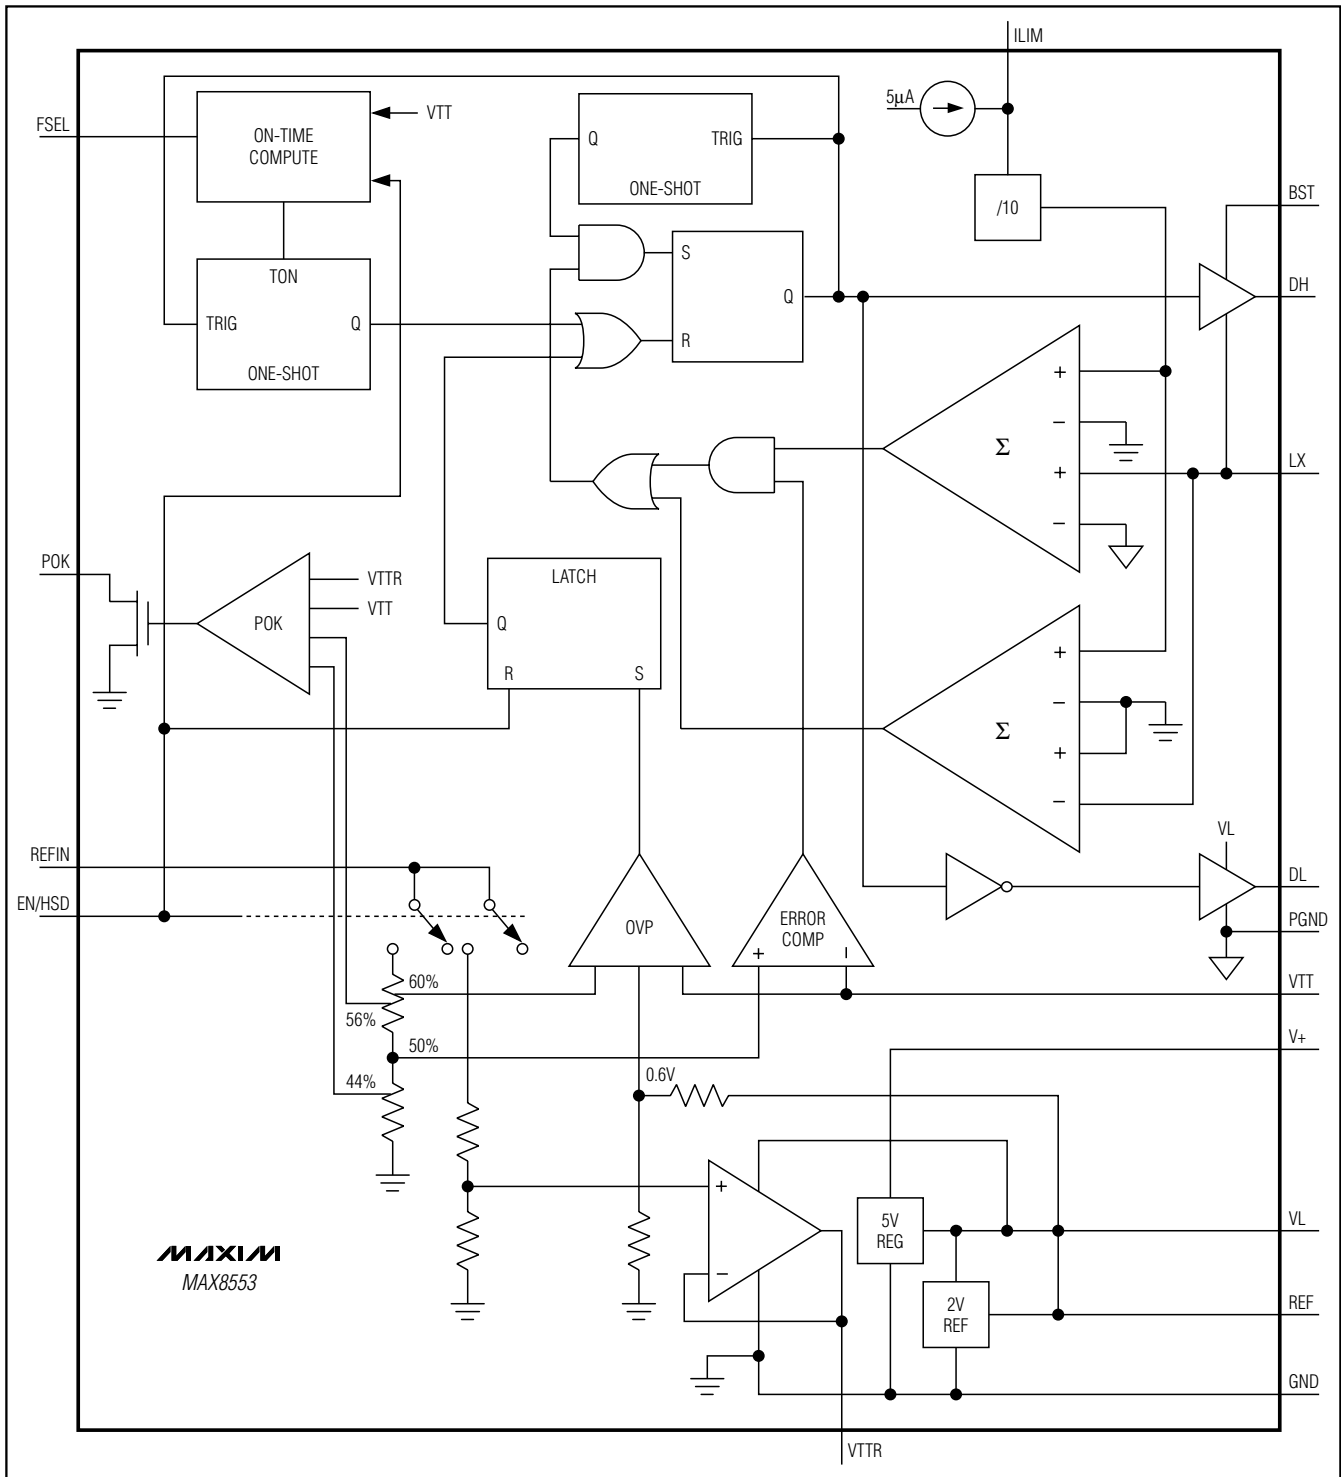 ILIM
5μA
FSEL
ON-TIME
COMPUTE
VTT
Q
TRIG
ONE-SHOT
/10
BST
TON
TRIG
Q
ONE-SHOT
S
Q
R
DH
+
−
Σ
+
−
LX
POK
POK
VTTR
VTT
LATCH
Q
R
S
+
−
Σ
+
−
REFIN
EN/HSD
OVP
ERROR
COMP
+
−
VL
DL
PGND
60%
56%
50%
44%
VTT
V+
0.6V
+
−
5V
REG
VL
2V
REF
REF
GND
MAXIM
MAX8553
VTTR